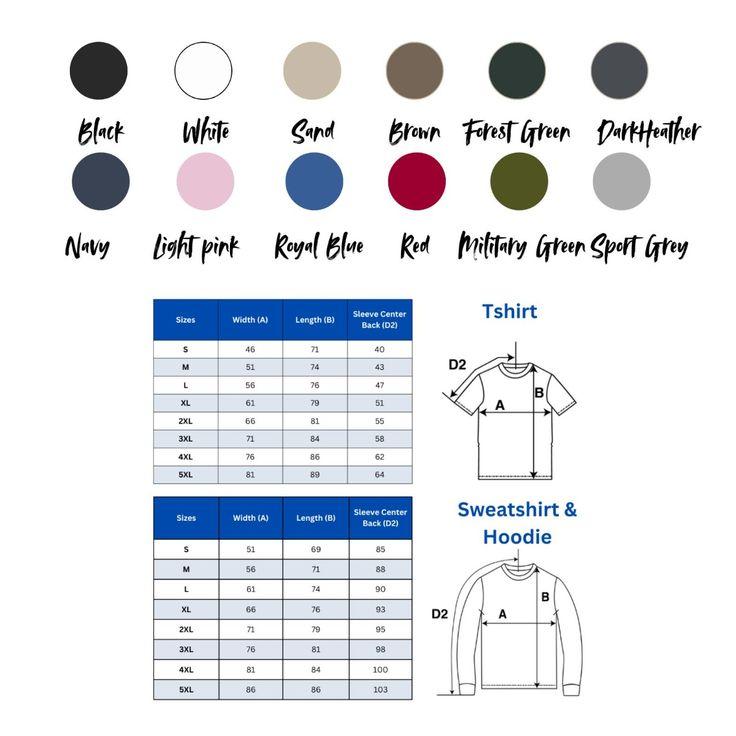 Black White Sand Brown Forest Green DarkHeather
Navy Light pink Royal Blue Red Military Green Sport Grey
Tshirt
Sizes Width (A) Length (B) Sleeve Center Back (D2)
S 46 71 40
M 51 74 43
L 56 76 47
XL 61 79 51
2XL 66 81 55
3XL 71 84 58
4XL 76 86 62
5XL 81 89 64
D2
B
A
Sweatshirt &
Hoodie
Sizes Width (A) Length (B) Sleeve Center Back (D2)
S 51 69 85
M 56 71 88
L 61 74 90
XL 66 76 93
2XL 71 79 95
3XL 76 81 98
4XL 81 84 100
5XL 86 86 103
B
D2 A